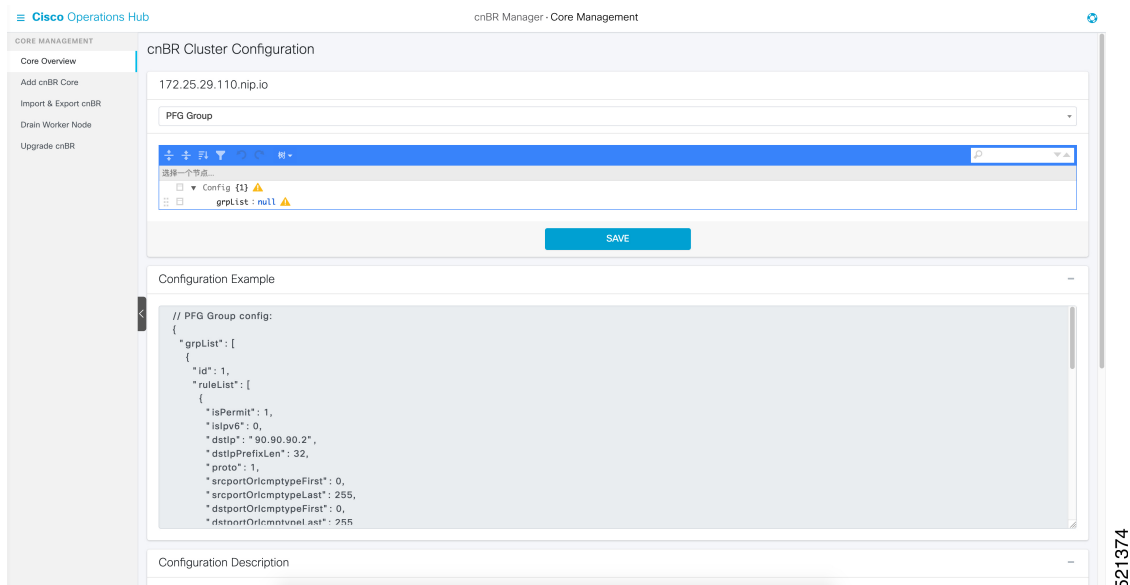 ≡ Cisco Operations Hub
cnBR Manager · Core Management
CORE MANAGEMENT
Core Overview
Add cnBR Core
Import & Export cnBR
Drain Worker Node
Upgrade cnBR
cnBR Cluster Configuration
172.25.29.110.nip.io
PFG Group
树
选择一个节点...
Config {1}
grpList : null
SAVE
Configuration Example
// PFG Group config:
{
"grpList": [
{
"id": 1,
"ruleList": [
{
"isPermit": 1,
"isIpv6": 0,
"dstIp": "90.90.90.2",
"dstIpPrefixLen": 32,
"proto": 1,
"srcportOrIcmptypeFirst": 0,
"srcportOrIcmptypeLast": 255,
"dstportOrIcmptypeFirst": 0,
"dstportOrIcmptypeLast": 255
Configuration Description
521374